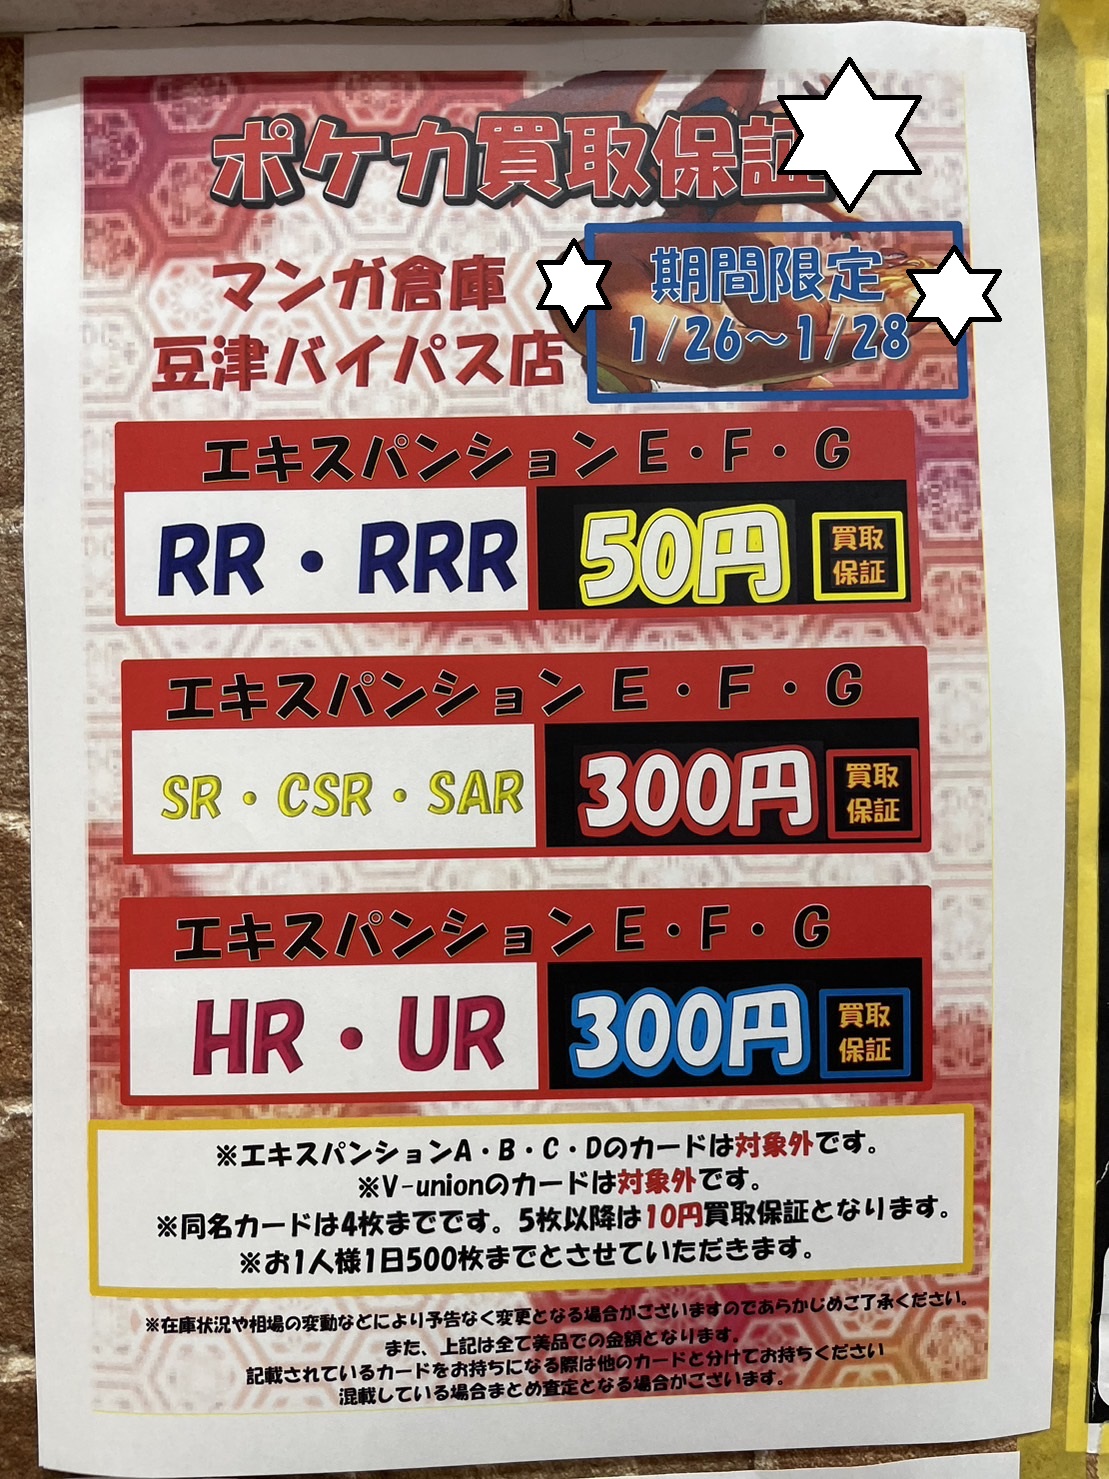 ポケカ買取保証
マンガ倉庫
豆津バイパス店
期間限定
1/26～1/28
エキスパンションE・F・G
RR・RRR
50円
買取
保証
エキスパンションE・F・G
SR・CSR・SAR
300円
買取
保証
エキスパンションE・F・G
HR・UR
300円
買取
保証
※エキスパンションA・B・C・Dのカードは対象外です。
※V-unionのカードは対象外です。
※同名カードは4枚までです。5枚以降は10円買取保証となります。
※お1人様1日500枚までとさせていただきます。
※在庫状況や相場の変動などにより予告なく変更となる場合がございますのであらかじめご了承ください。
また、上記は全て美品での金額となります。
記載されているカードをお持ちになる際は他のカードと分けてお持ちください
混載している場合まとめ査定となる場合がございます。